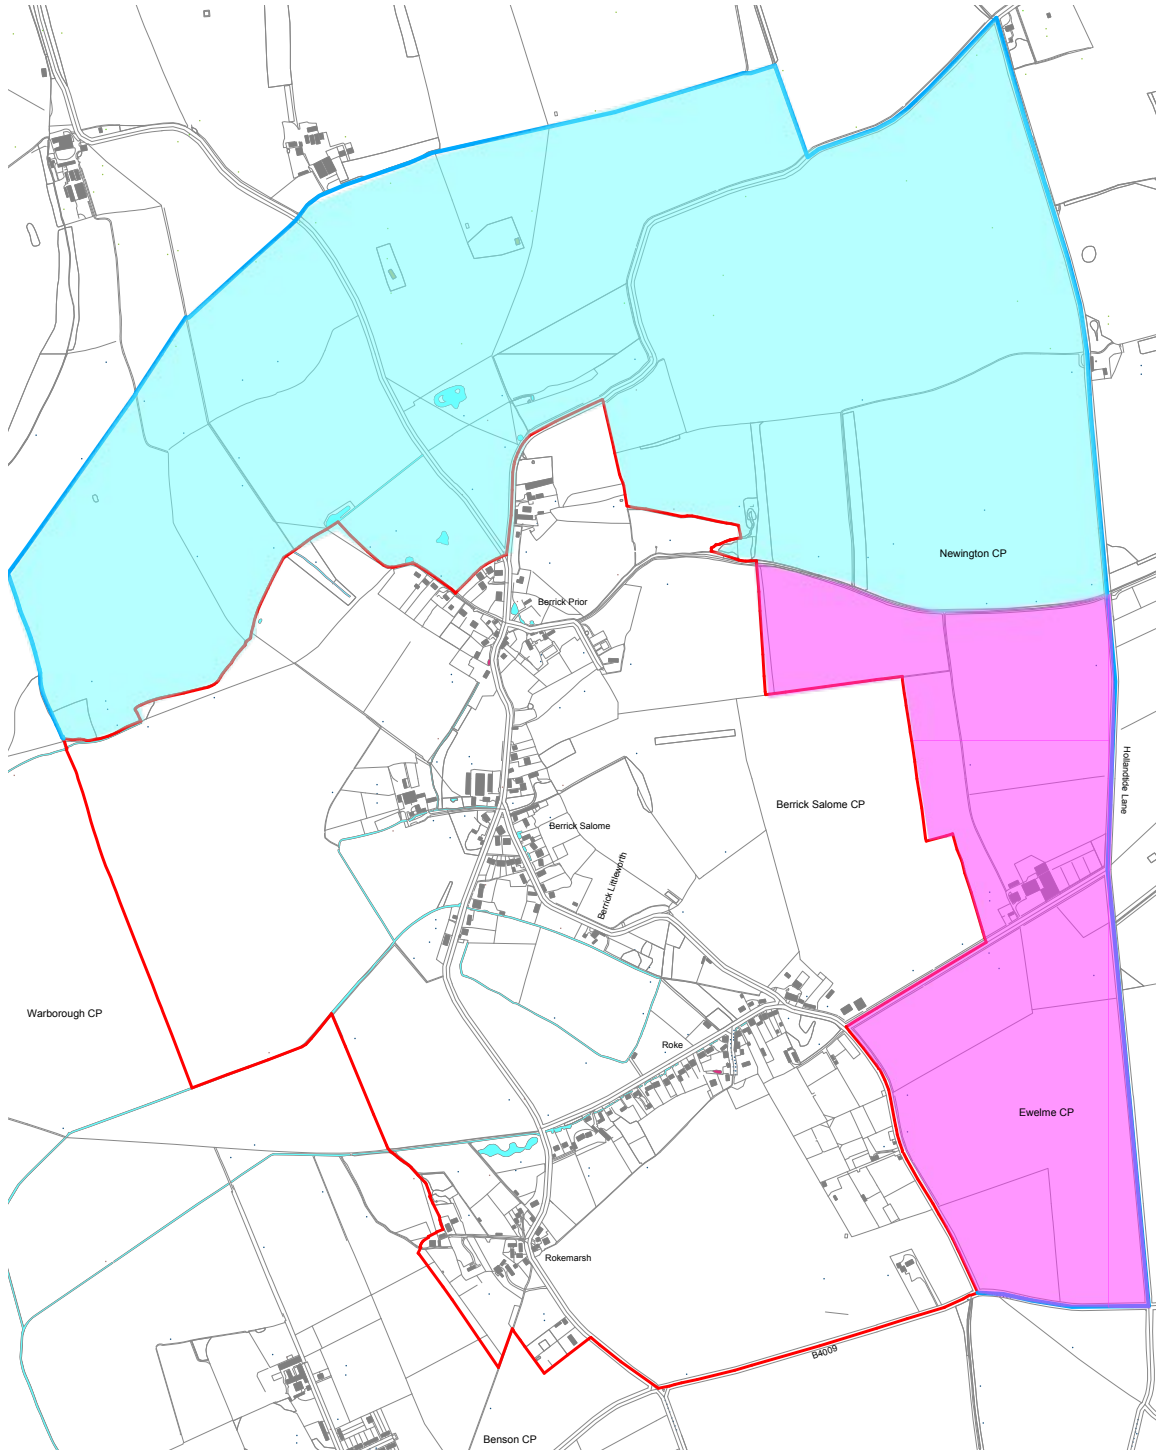 Newington CP
Berrick Prior
Hollandtide Lane
Berrick Salome CP
Berrick Salome
Berrick Littleworth
Warborough CP
Roke
Ewelme CP
Rokemarsh
B4009
Benson CP